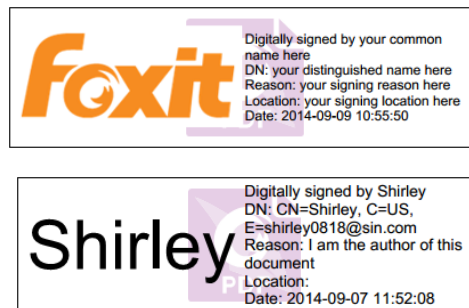 foxit
Digitally signed by your common
name here
DN: your distinguished name here
Reason: your signing reason here
Location: your signing location here
Date: 2014-09-09 10:55:50
PDF
Shirley
Digitally signed by Shirley
DN: CN=Shirley, C=US,
E=shirley0818@sin.com
Reason: I am the author of this
document
Location:
Date: 2014-09-07 11:52:08
PDF